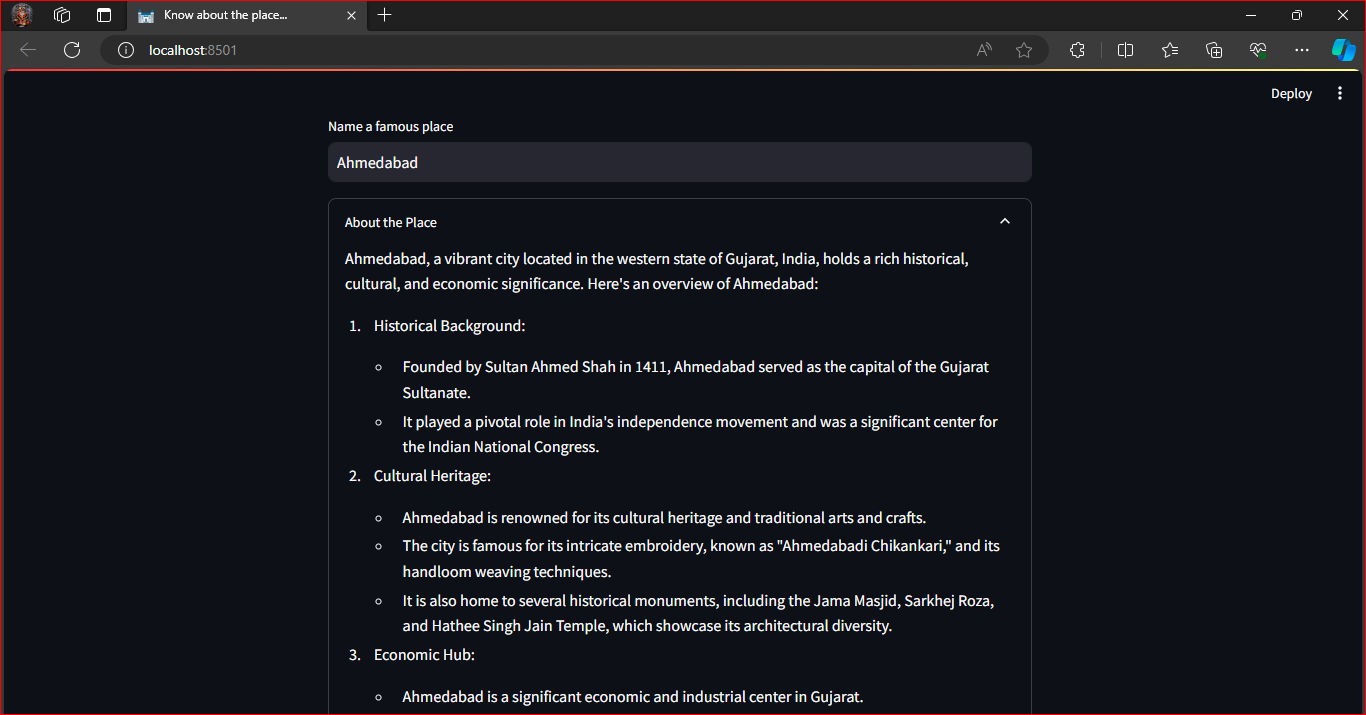 Know about the place...
localhost:8501
Deploy
Name a famous place
Ahmedabad
About the Place
Ahmedabad, a vibrant city located in the western state of Gujarat, India, holds a rich historical,
cultural, and economic significance. Here's an overview of Ahmedabad:
1. Historical Background:
Founded by Sultan Ahmed Shah in 1411, Ahmedabad served as the capital of the Gujarat
Sultanate.
It played a pivotal role in India's independence movement and was a significant center for
the Indian National Congress.
2. Cultural Heritage:
Ahmedabad is renowned for its cultural heritage and traditional arts and crafts.
The city is famous for its intricate embroidery, known as "Ahmedabadi Chikankari," and its
handloom weaving techniques.
It is also home to several historical monuments, including the Jama Masjid, Sarkhej Roza,
and Hathee Singh Jain Temple, which showcase its architectural diversity.
3. Economic Hub:
Ahmedabad is a significant economic and industrial center in Gujarat.